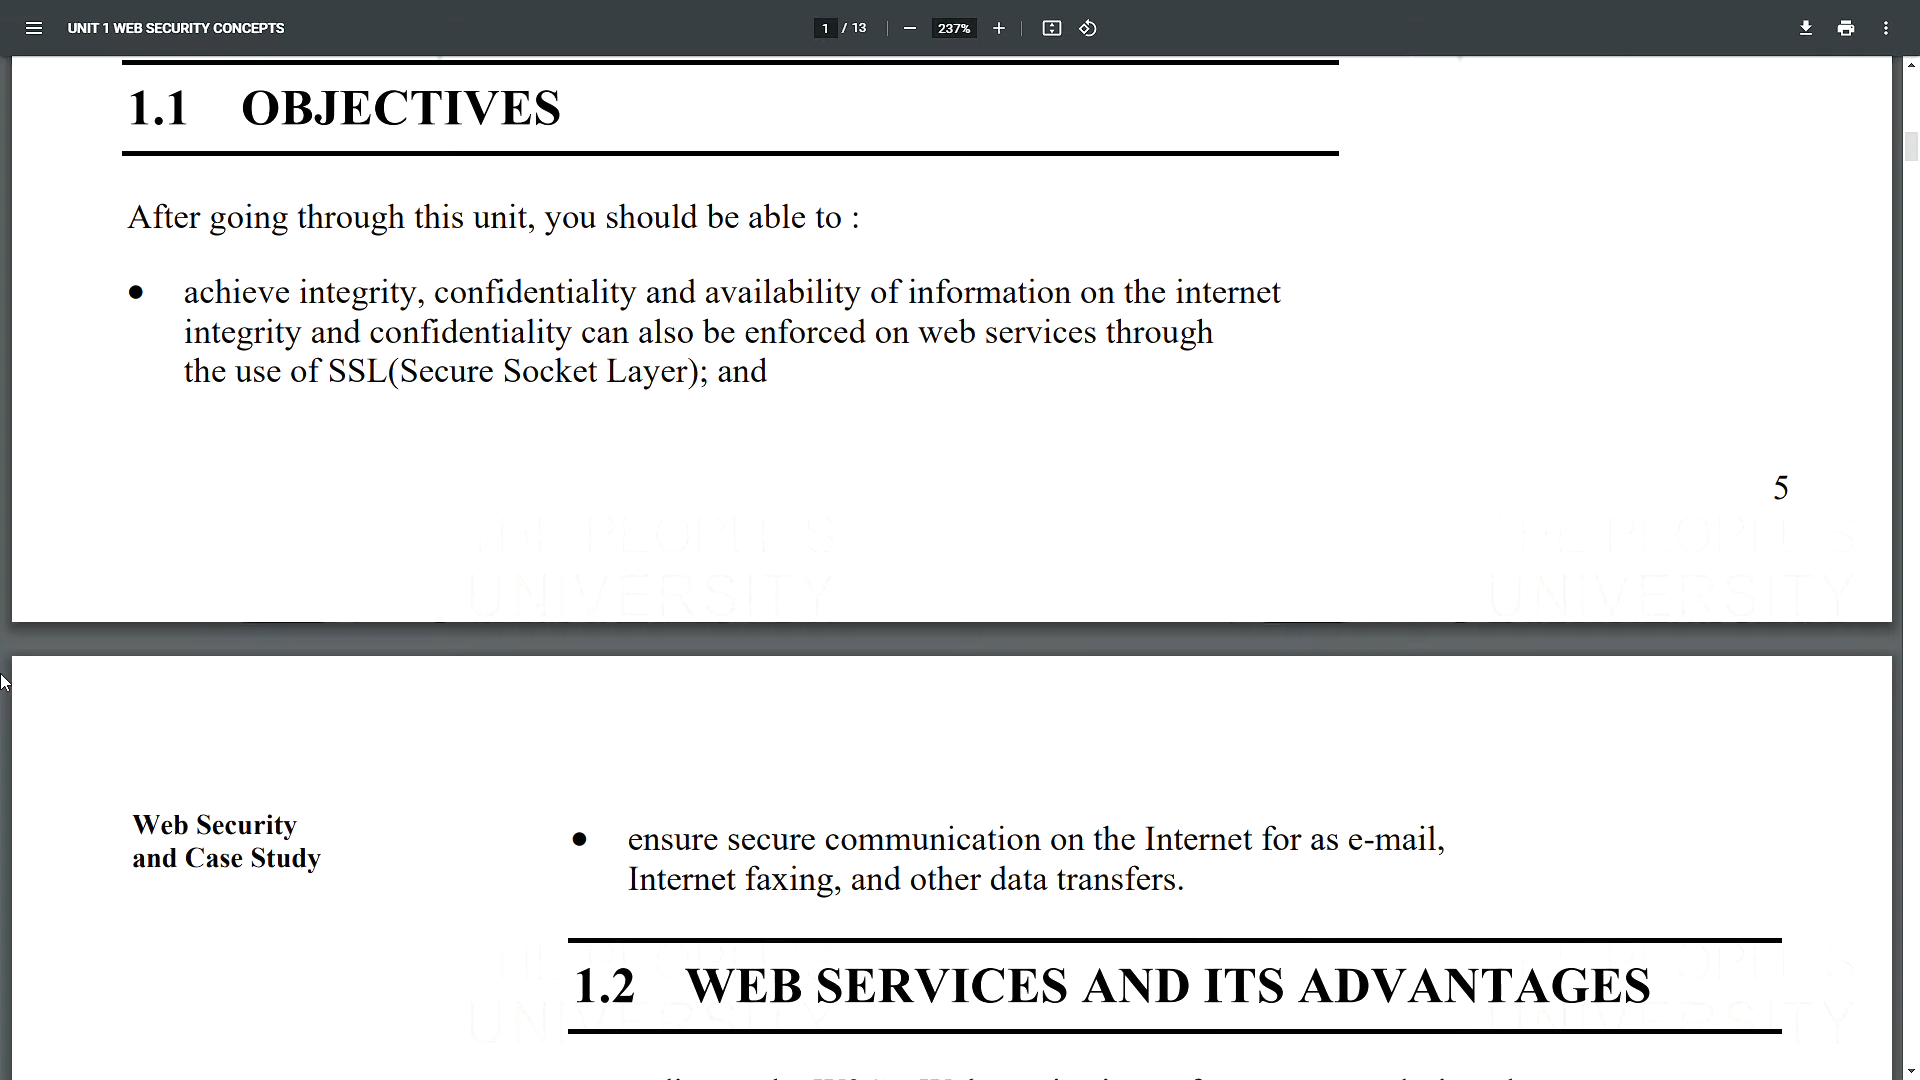 UNIT 1 WEB SECURITY CONCEPTS
1 / 13
237%
1.1 OBJECTIVES
After going through this unit, you should be able to :
● achieve integrity, confidentiality and availability of information on the internet
integrity and confidentiality can also be enforced on web services through
the use of SSL(Secure Socket Layer); and
5
PEOPLE'S PEOPLE'S
UNIVERSITY UNIVERSITY
Web Security
and Case Study
● ensure secure communication on the Internet for as e-mail,
Internet faxing, and other data transfers.
1.2 WEB SERVICES AND ITS ADVANTAGES